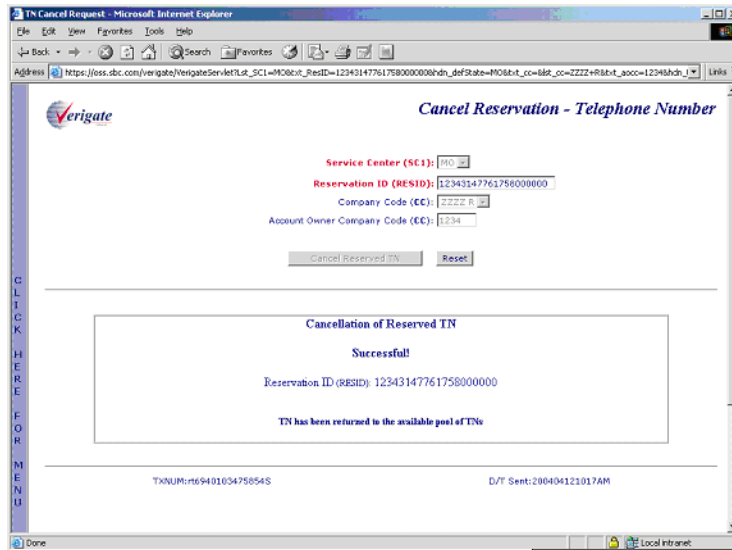 TN Cancel Request - Microsoft Internet Explorer
File Edit View Favorites Tools Help
Back Search Favorites
Address https://oss.sbc.com/verigate/VerigateServlet?Lst_SC1=MO&txt_ResID=12343147761758000000&hdn_defState=MO&txt_cc=&lst_cc=ZZZZ+R&txt_aocc=1234&hdn_ Links
Verigate
Cancel Reservation - Telephone Number
Service Center (SC1): MO
Reservation ID (RESID): 12343147761758000000
Company Code (CC): ZZZZ R
Account Owner Company Code (CC): 1234
Cancel Reserved TN Reset
CLICK HERE FOR MENU
Cancellation of Reserved TN
Successful!
Reservation ID (RESID): 12343147761758000000
TN has been returned to the available pool of TNs
TXNUM:rt6940103475854S D/T Sent:200404121017AM
Done Local intranet